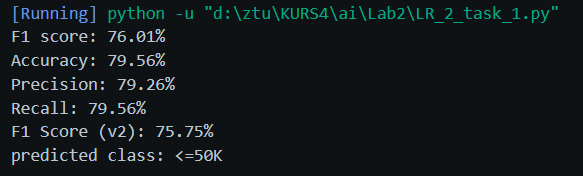 [Running] python -u "d:\ztu\KURS4\ai\Lab2\LR_2_task_1.py"
F1 score: 76.01%
Accuracy: 79.56%
Precision: 79.26%
Recall: 79.56%
F1 Score (v2): 75.75%
predicted class: <=50K